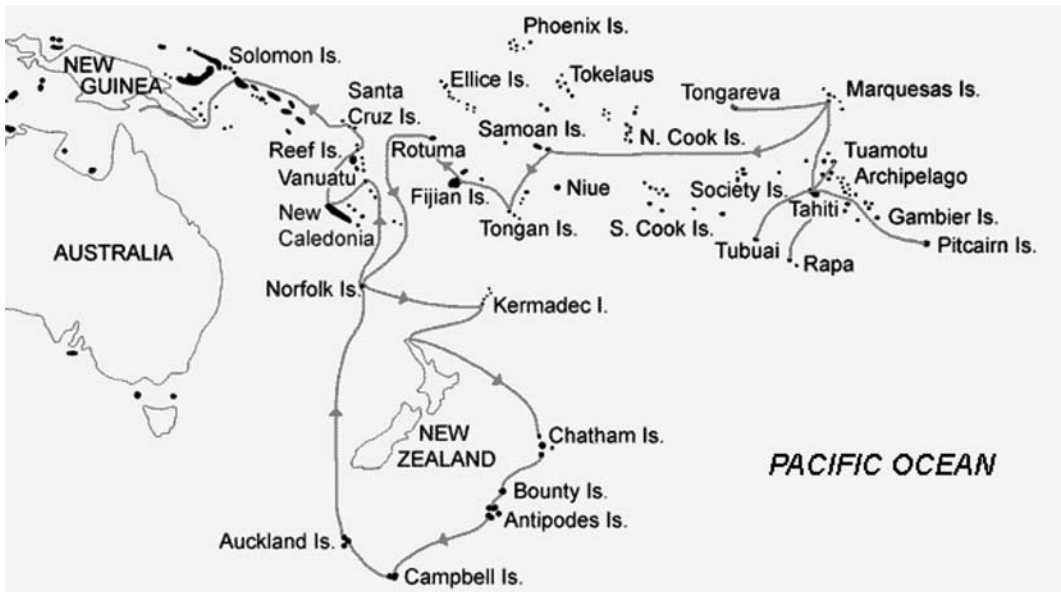 Phoenix Is.
Solomon Is.
NEW
GUINEA
Ellice Is.
Tokelaus
Santa
Cruz Is.
Tongareva
Marquesas Is.
Samoan Is.
N. Cook Is.
Reef Is.
Rotuma
Tuamotu
Archipelago
Vanuatu
Fijian Is.
Niue
Society Is.
New
Caledonia
Tongan Is.
S. Cook Is.
Tahiti
Gambier Is.
AUSTRALIA
Tubuai
Rapa
Pitcairn Is.
Norfolk Is.
Kermadec I.
NEW
ZEALAND
Chatham Is.
PACIFIC OCEAN
Bounty Is.
Antipodes Is.
Auckland Is.
Campbell Is.